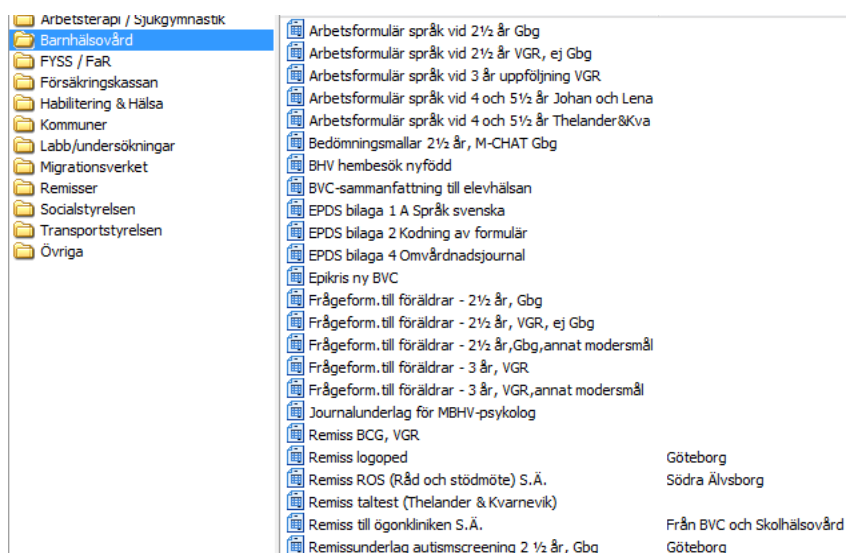 Arbetsterapi / Sjukgymnastik
Barnhälsovård
FYSS / FaR
Försäkringskassan
Habilitering & Hälsa
Kommuner
Labb/undersökningar
Migrationsverket
Remisser
Socialstyrelsen
Transportstyrelsen
Övriga
Arbetsformulär språk vid 2½ år Gbg
Arbetsformulär språk vid 2½ år VGR, ej Gbg
Arbetsformulär språk vid 3 år uppföljning VGR
Arbetsformulär språk vid 4 och 5½ år Johan och Lena
Arbetsformulär språk vid 4 och 5½ år Thelander&Kva
Bedömningsmallar 2½ år, M-CHAT Gbg
BHV hembesök nyfödd
BVC-sammanfattning till elevhälsan
EPDS bilaga 1 A Språk svenska
EPDS bilaga 2 Kodning av formulär
EPDS bilaga 4 Omvårdnadsjournal
Epikris ny BVC
Frågeform.till föräldrar - 2½ år, Gbg
Frågeform.till föräldrar - 2½ år, VGR, ej Gbg
Frågeform.till föräldrar - 2½ år,Gbg,annat modersmål
Frågeform.till föräldrar - 3 år, VGR
Frågeform.till föräldrar - 3 år, VGR,annat modersmål
Journalunderlag för MBHV-psykolog
Remiss BCG, VGR
Remiss logoped Göteborg
Remiss ROS (Råd och stödmöte) S.Ä. Södra Älvsborg
Remiss taltest (Thelander & Kvarnevik)
Remiss till ögonkliniken S.Ä. Från BVC och Skolhälsovård
Remissunderlag autismscreening 2 ½ år, Gbg Göteborg